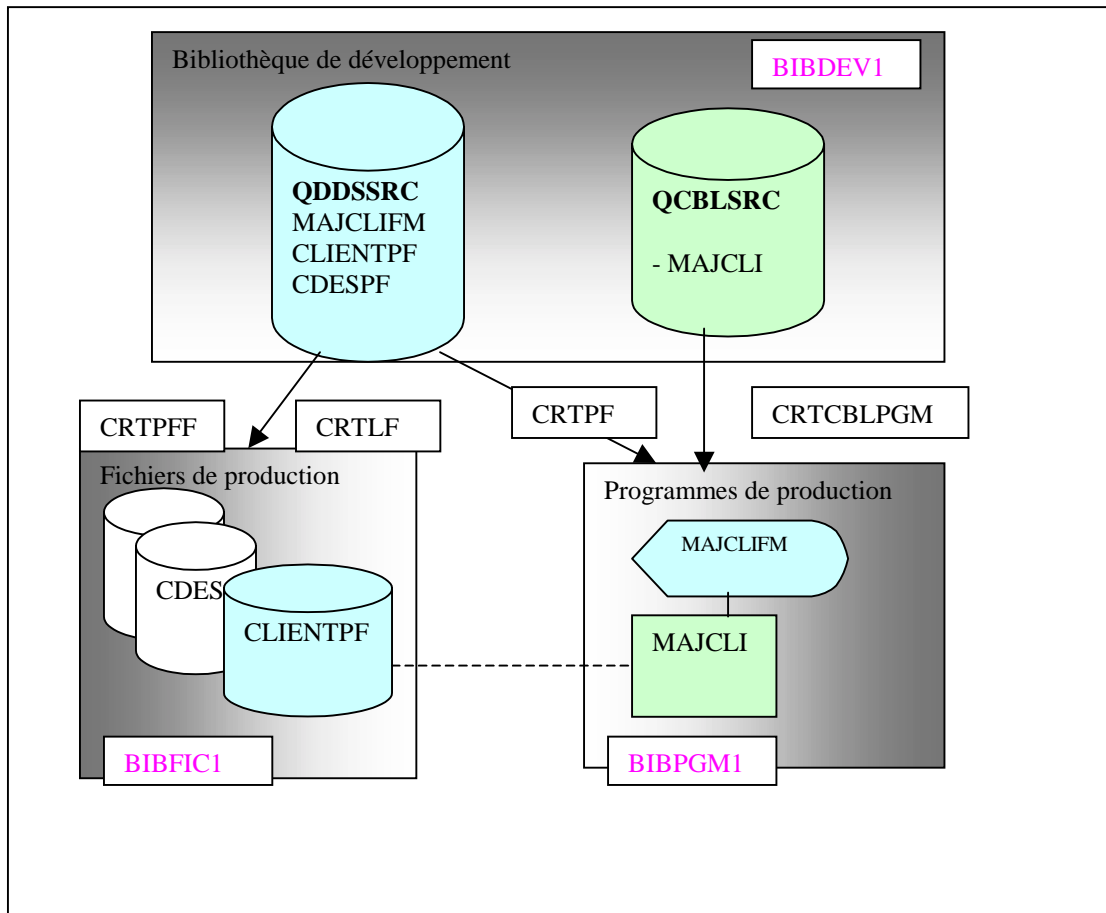 Bibliothèque de développement
BIBDEV1
QDDSSRC
MAJCLIFM
CLIENTPF
CDESPF
QCBLSRC
- MAJCLI
CRTPFF
CRTLF
CRTPF
CRTCBLPGM
Fichiers de production
Programmes de production
MAJCLIFM
CDES
CLIENTPF
MAJCLI
BIBFIC1
BIBPGM1